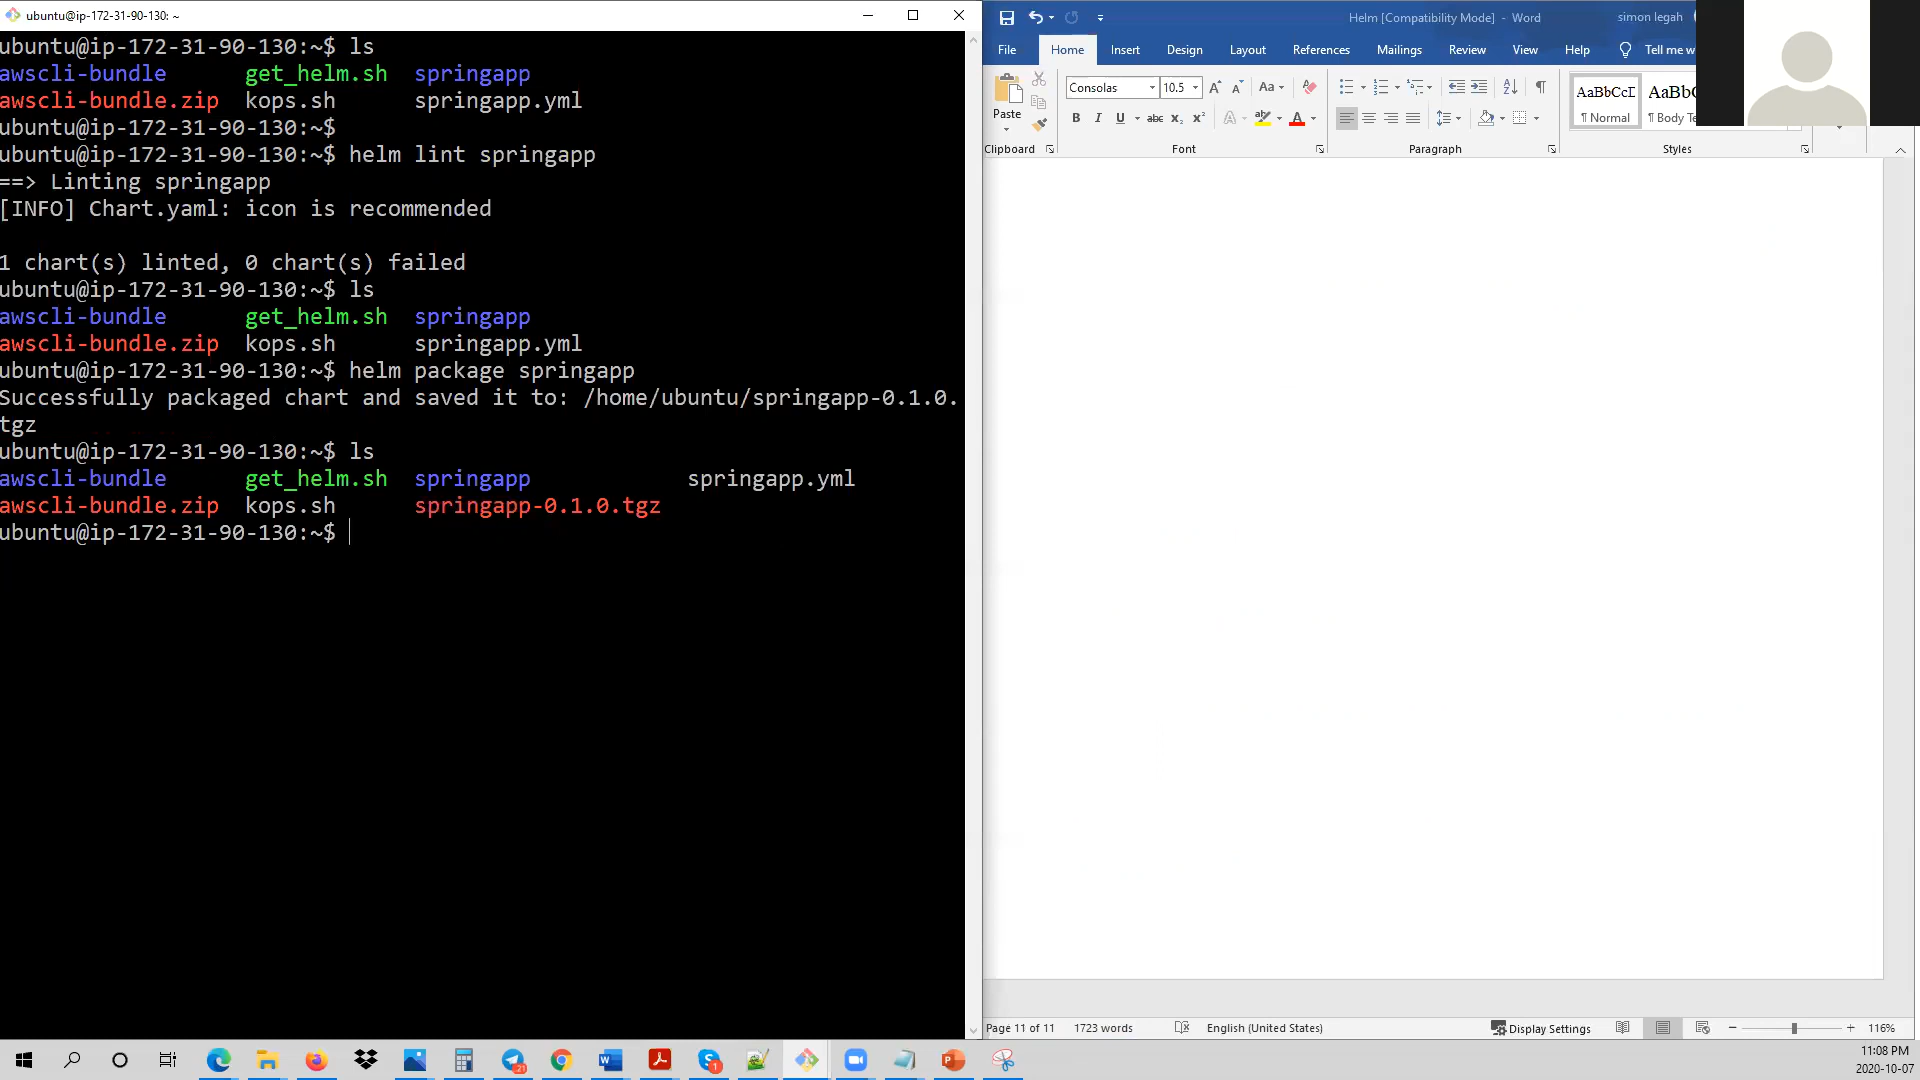 ubuntu@ip-172-31-90-130: ~
ubuntu@ip-172-31-90-130:~$ ls
awscli-bundle get_helm.sh springapp
awscli-bundle.zip kops.sh springapp.yml
ubuntu@ip-172-31-90-130:~$
ubuntu@ip-172-31-90-130:~$ helm lint springapp
==> Linting springapp
[INFO] Chart.yaml: icon is recommended
1 chart(s) linted, 0 chart(s) failed
ubuntu@ip-172-31-90-130:~$ ls
awscli-bundle get_helm.sh springapp
awscli-bundle.zip kops.sh springapp.yml
ubuntu@ip-172-31-90-130:~$ helm package springapp
Successfully packaged chart and saved it to: /home/ubuntu/springapp-0.1.0.
tgz
ubuntu@ip-172-31-90-130:~$ ls
awscli-bundle get_helm.sh springapp springapp.yml
awscli-bundle.zip kops.sh springapp-0.1.0.tgz
ubuntu@ip-172-31-90-130:~$
Helm [Compatibility Mode] - Word simon legah
File Home Insert Design Layout References Mailings Review View Help Tell me w
Paste
Consolas 10.5 Aa
B I U abc x₂ x²
AaBbCcD AaBbC
¶ Normal ¶ Body Te
Clipboard Font Paragraph Styles
Page 11 of 11 1723 words English (United States) Display Settings 116%
21 1
11:08 PM
2020-10-07